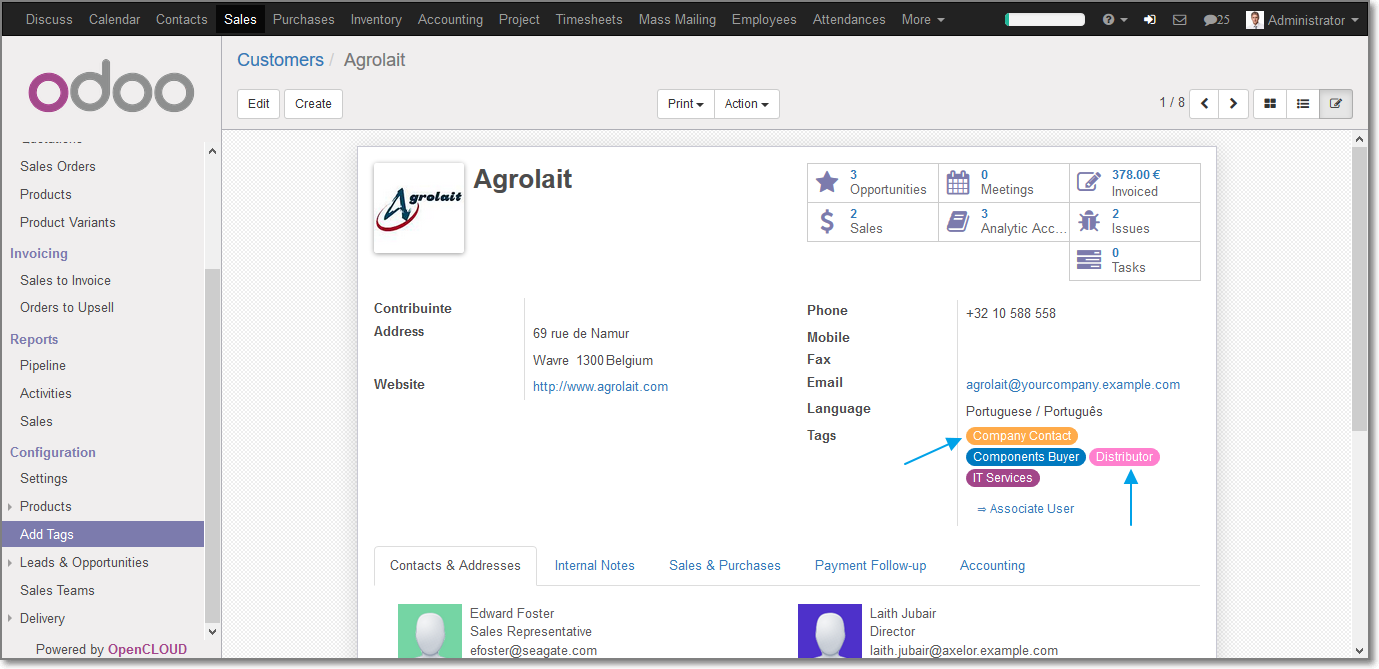 Discuss Calendar Contacts Sales Purchases Inventory Accounting Project Timesheets Mass Mailing Employees Attendances More 25 Administrator
odoo
Customers / Agrolait
Edit Create Print Action 1 / 8
Sales Orders
Products
Product Variants
Invoicing
Sales to Invoice
Orders to Upsell
Reports
Pipeline
Activities
Sales
Configuration
Settings
Products
Add Tags
Leads & Opportunities
Sales Teams
Delivery
Powered by OpenCLOUD
Agrolait
Agrolait
3 Opportunities
0 Meetings
378.00 € Invoiced
2 Sales
3 Analytic Acc...
2 Issues
0 Tasks
Contribuinte
Address
69 rue de Namur
Wavre 1300 Belgium
Website http://www.agrolait.com
Phone +32 10 588 558
Mobile
Fax
Email agrolait@yourcompany.example.com
Language Portuguese / Português
Tags Company Contact
Components Buyer Distributor
IT Services
⇒ Associate User
Contacts & Addresses Internal Notes Sales & Purchases Payment Follow-up Accounting
Edward Foster
Sales Representative
efoster@seagate.com
Laith Jubair
Director
laith.jubair@axelor.example.com